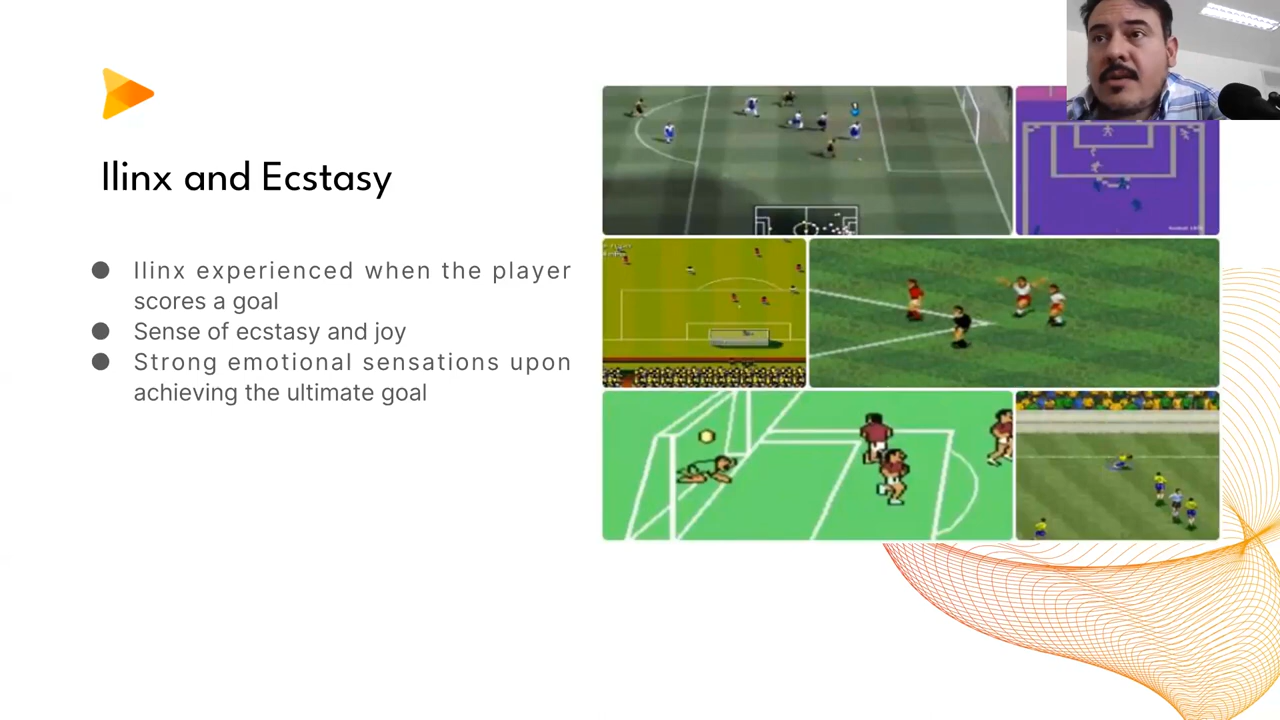 Ilinx and Ecstasy
● Ilinx experienced when the player
scores a goal
● Sense of ecstasy and joy
● Strong emotional sensations upon
achieving the ultimate goal